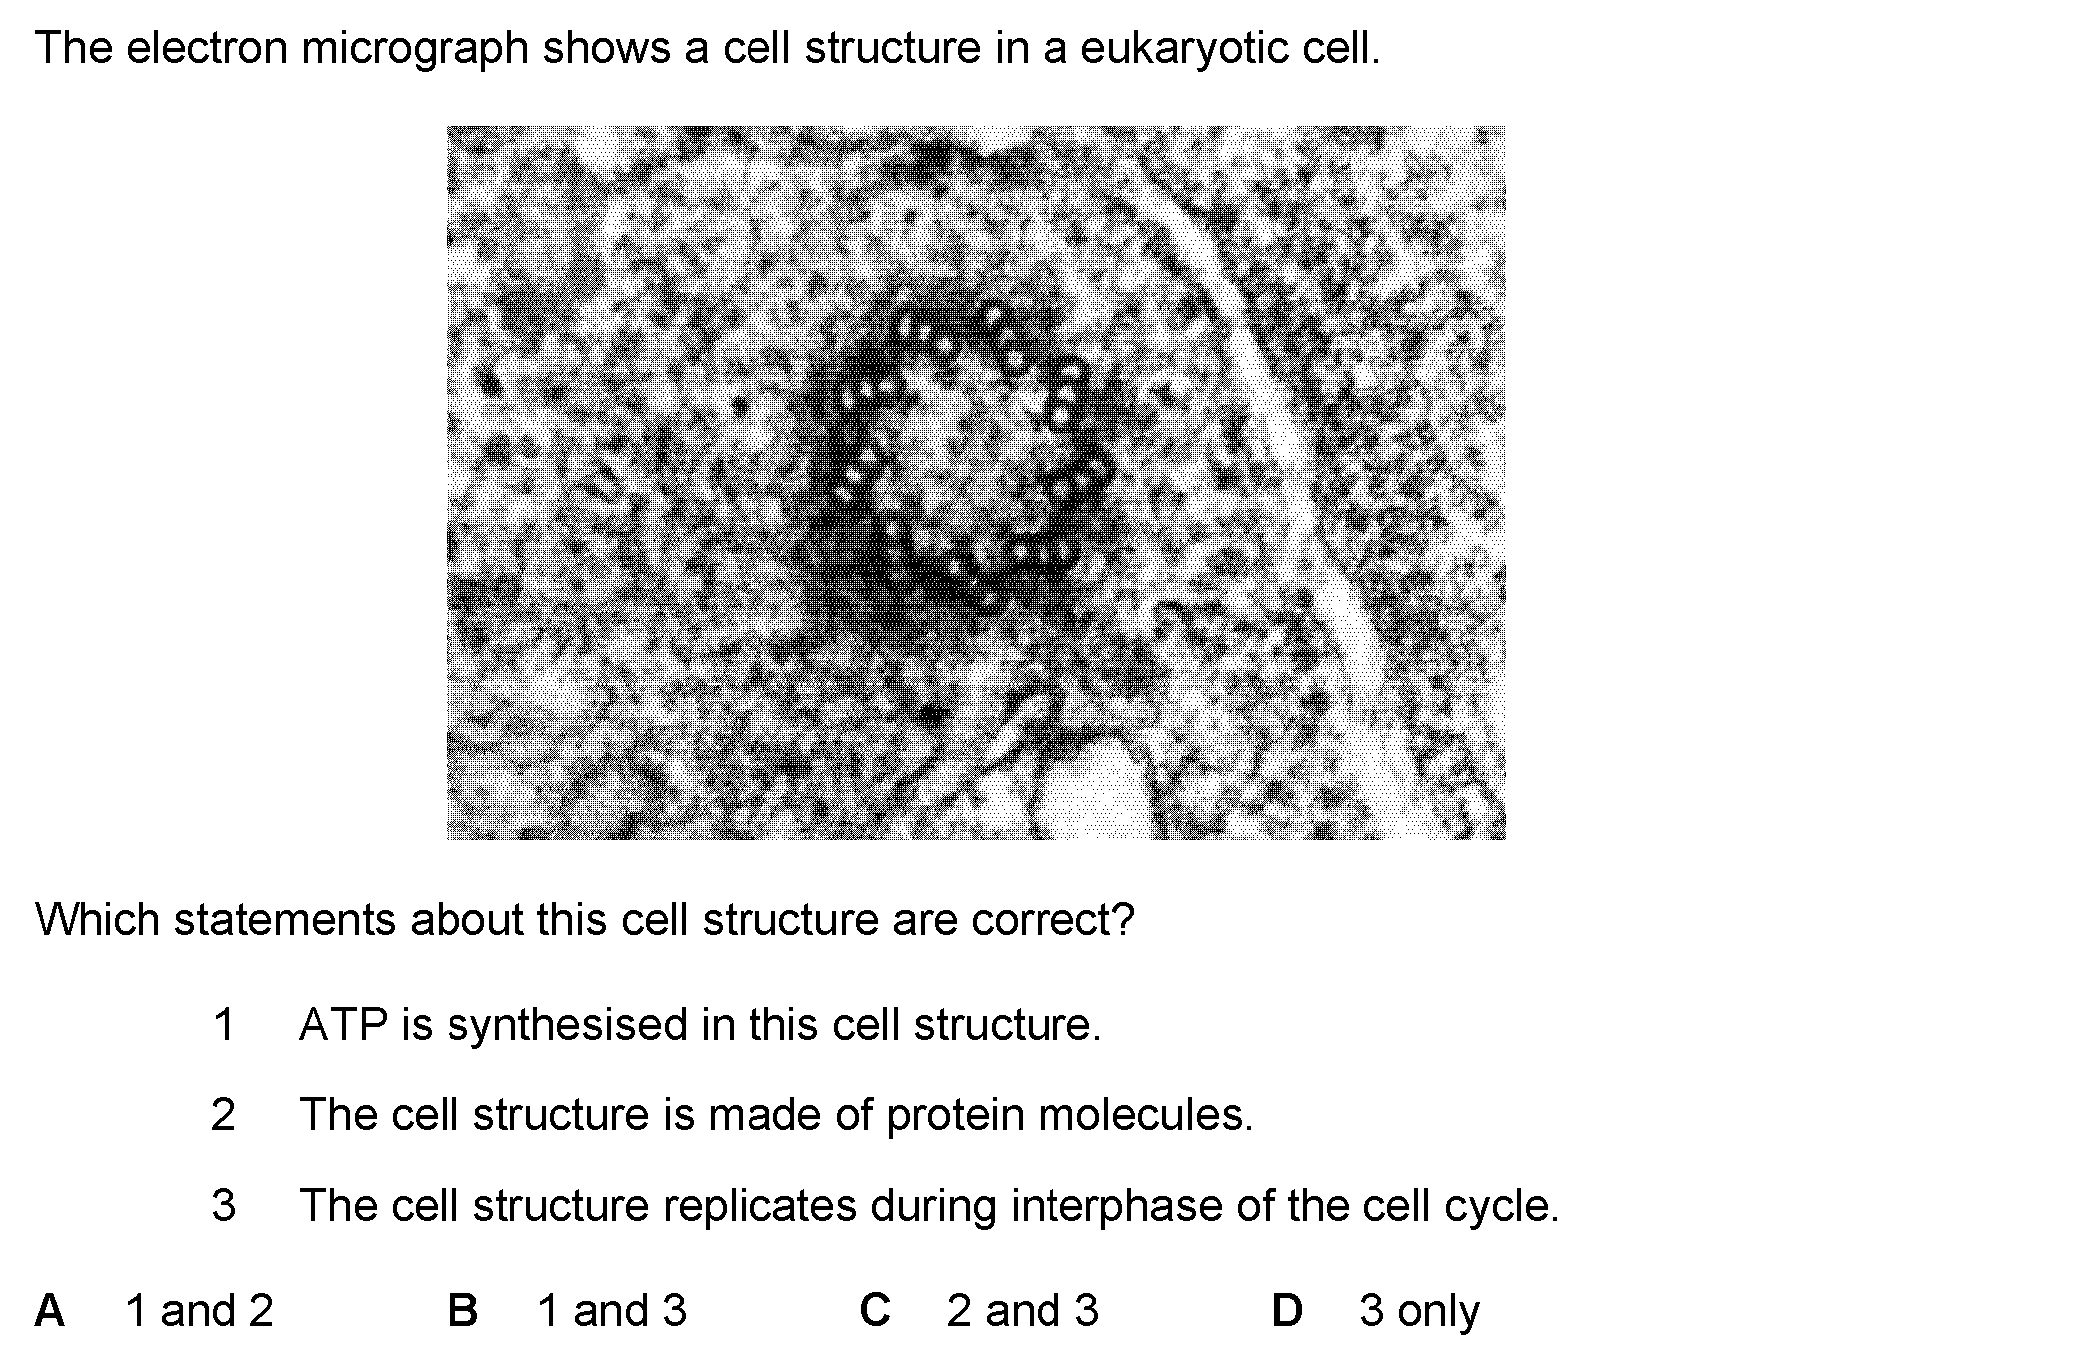 The electron micrograph shows a cell structure in a eukaryotic cell.
Which statements about this cell structure are correct?
1 ATP is synthesised in this cell structure.
2 The cell structure is made of protein molecules.
3 The cell structure replicates during interphase of the cell cycle.
A 1 and 2 B 1 and 3 C 2 and 3 D 3 only